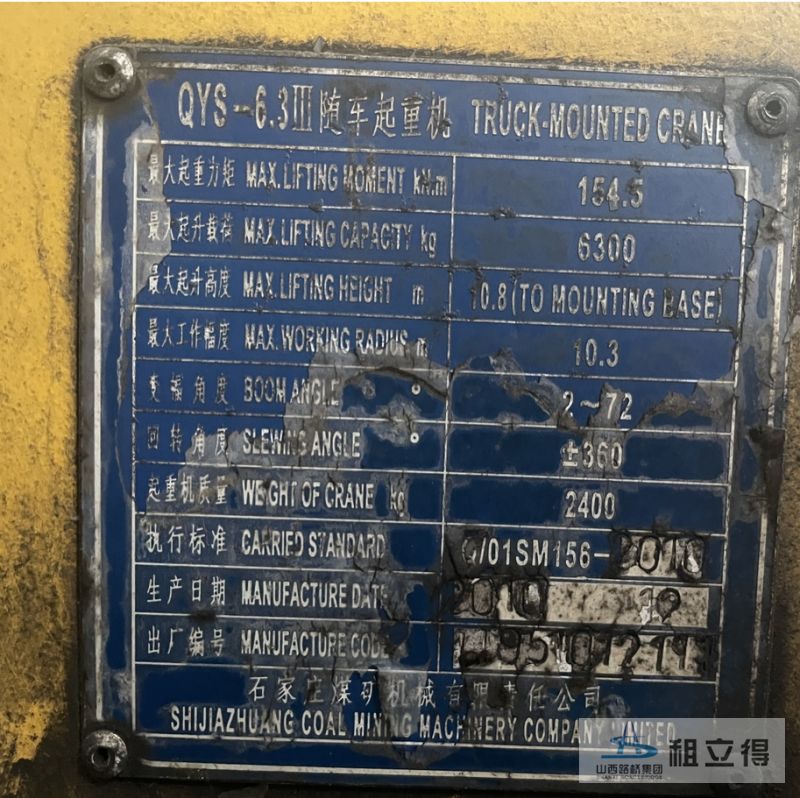 QYS-6.3Ⅲ随车起重机 TRUCK-MOUNTED CRANE
最大起重力矩 MAX.LIFTING MOMENT kN.m 154.5
最大起升载荷 MAX.LIFTING CAPACITY kg 6300
最大起升高度 MAX.LIFTING HEIGHT m 10.8(TO MOUNTING BASE)
最大工作幅度 MAX.WORKING RADIUS m 10.3
变幅角度 BOOM ANGLE ° 2~72
回转角度 SLEWING ANGLE ° ±360
起重机质量 WEIGHT OF CRANE kg 2400
执行标准 CARRIED STANDARD Q/01SM156-2010
生产日期 MANUFACTURE DATE 2010
出厂编号 MANUFACTURE CODE
石家庄煤矿机械有限责任公司
SHIJIAZHUANG COAL MINING MACHINERY COMPANY LIMITED
山西路桥集团 租立得